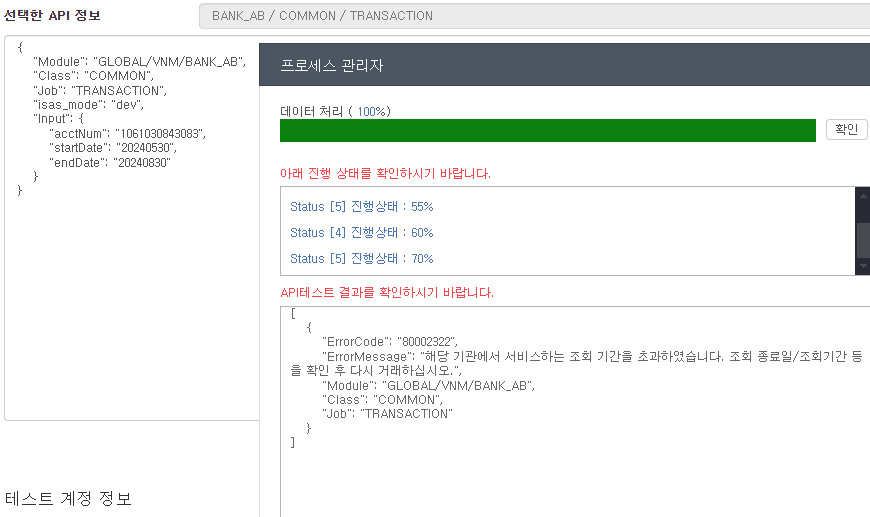 선택한 API 정보
BANK_AB / COMMON / TRANSACTION
{
"Module": "GLOBAL/VNM/BANK_AB",
"Class": "COMMON",
"Job": "TRANSACTION",
"isas_mode": "dev",
"Input": {
"acctNum": "1061030843083",
"startDate": "20240530",
"endDate": "20240830"
}
}
프로세스 관리자
데이터 처리 ( 100%)
확인
아래 진행 상태를 확인하시기 바랍니다.
Status [5] 진행상태 : 55%
Status [4] 진행상태 : 60%
Status [5] 진행상태 : 70%
API테스트 결과를 확인하시기 바랍니다.
[
{
"ErrorCode": "80002322",
"ErrorMessage": "해당 기관에서 서비스하는 조회 기간을 초과하였습니다. 조회 종료일/조회기간 등
을 확인 후 다시 거래하십시오.",
"Module": "GLOBAL/VNM/BANK_AB",
"Class": "COMMON",
"Job": "TRANSACTION"
}
]
테스트 계정 정보